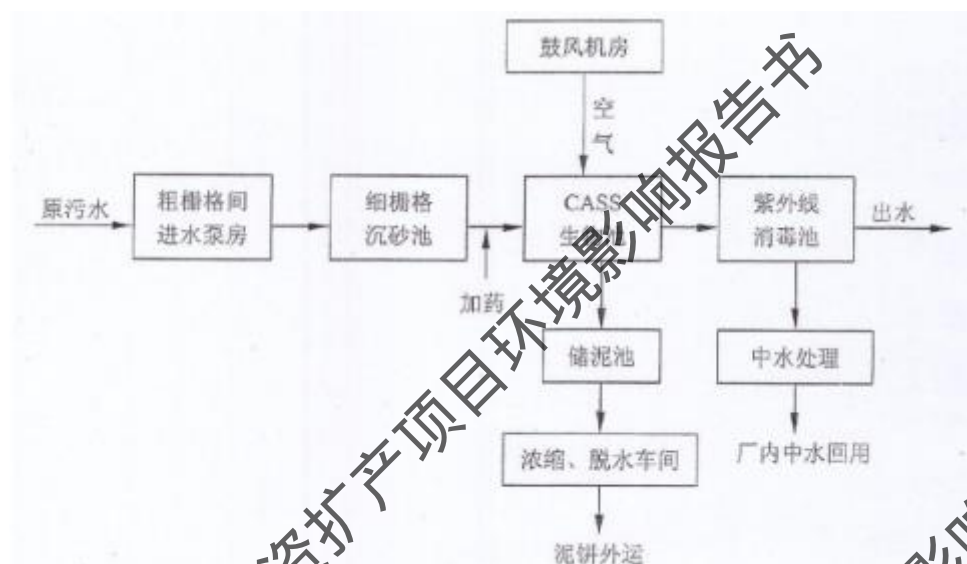 鼓风机房
空
气
原污水
粗栅格间
进水泵房
细栅格
沉砂池
CASS
生
紫外线
消毒池
出水
加药
储泥池
中水处理
浓缩、脱水车间
厂内中水回用
泥饼外运
资扩产项目环境影响报告书
影响